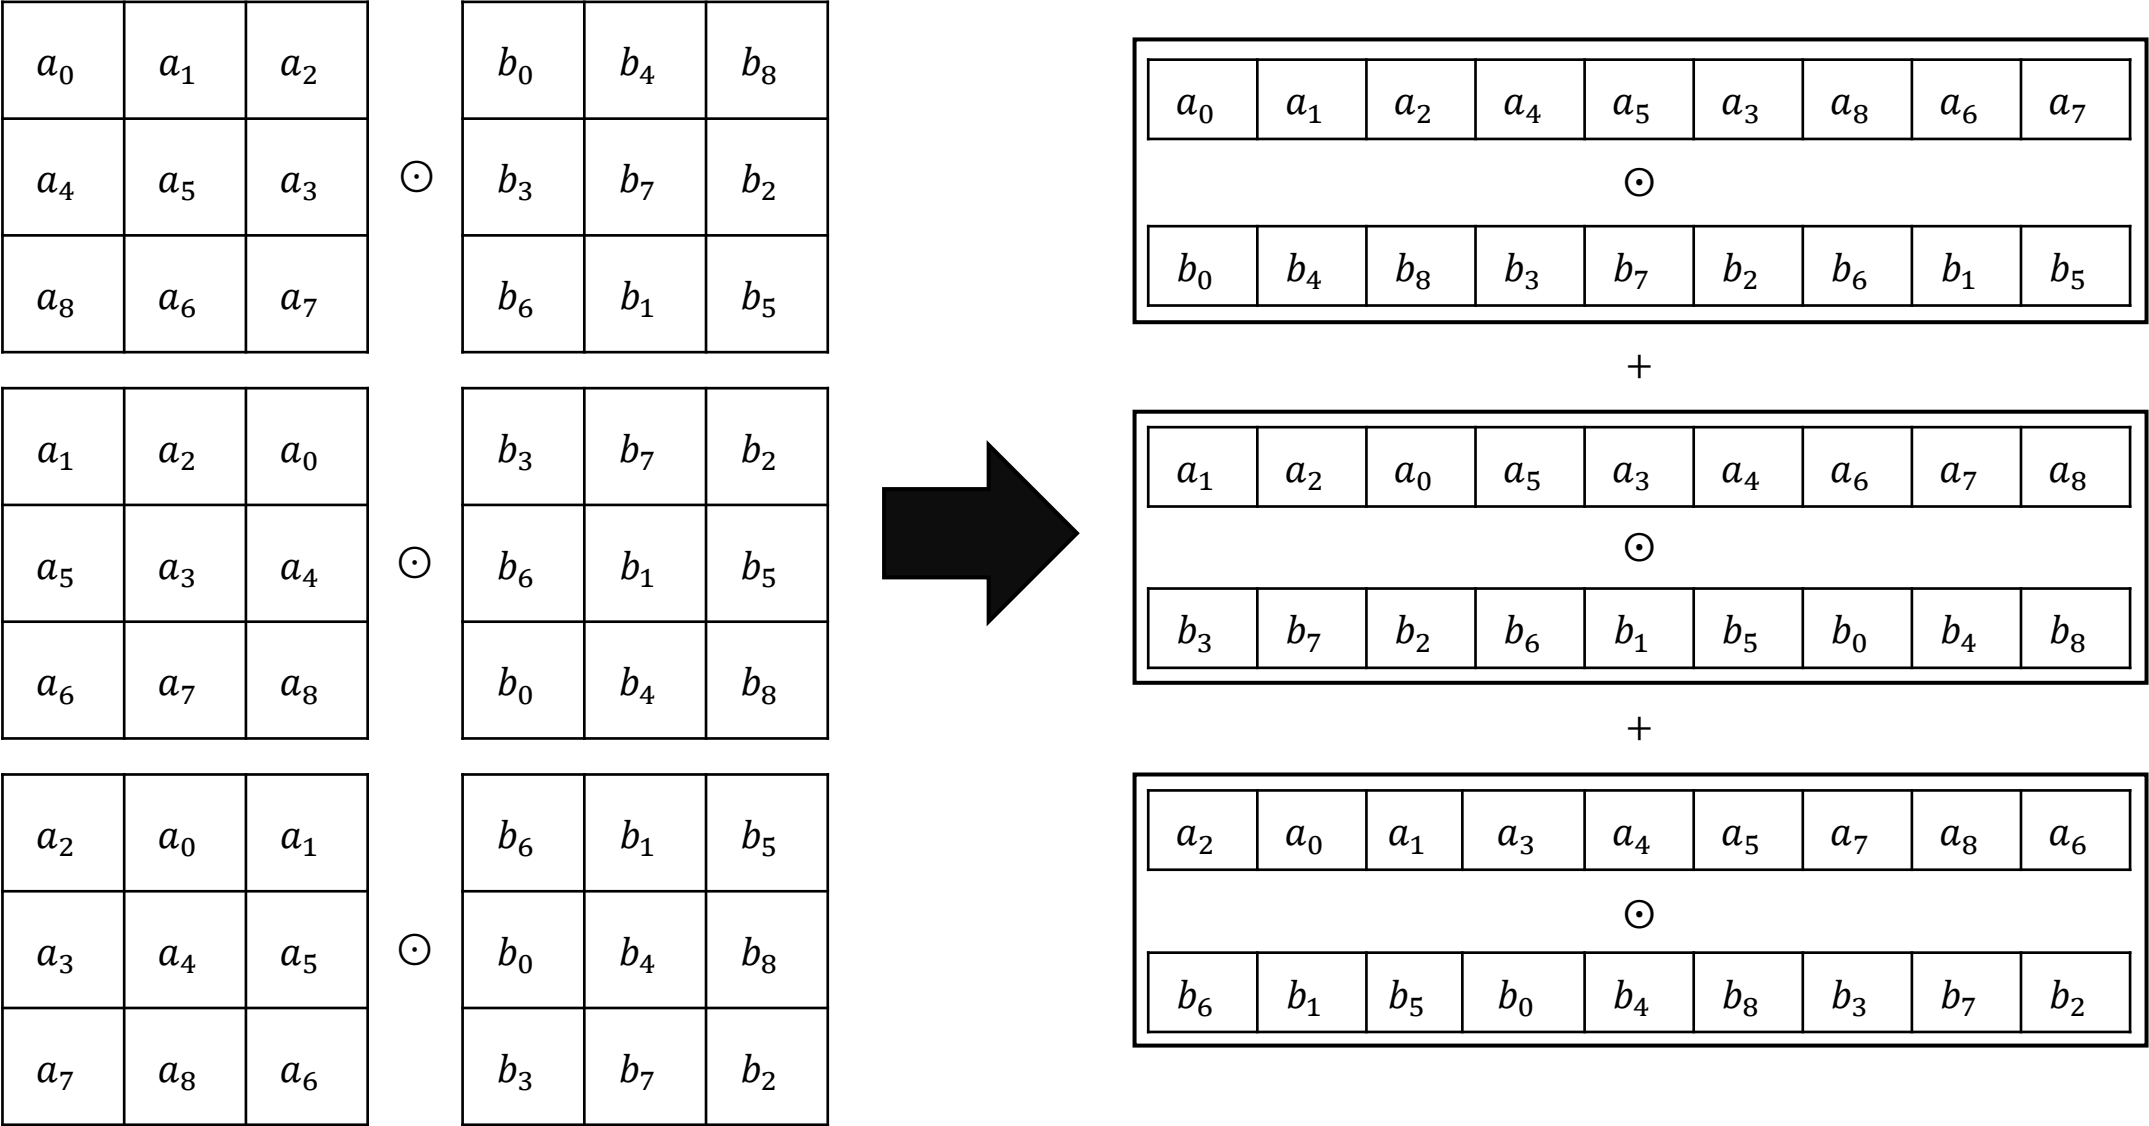 a₀ a₁ a₂
a₄ a₅ a₃
a₈ a₆ a₇
⊙
b₀ b₄ b₈
b₃ b₇ b₂
b₆ b₁ b�5
a₁ a₂ a₀
a₅ a₃ a₄
a₆ a₇ a₈
⊙
b₃ b₇ b₂
b₆ b₁ b₅
b₀ b₄ b₈
a₂ a₀ a₁
a₃ a₄ a₅
a₇ a₈ a₆
⊙
b₆ b₁ b₅
b₀ b₄ b₈
b₃ b₇ b₂
a₀ a₁ a₂ a₄ a₅ a₃ a₈ a₆ a₇
⊙
b₀ b₄ b₈ b₃ b₇ b₂ b₆ b₁ b₅
+
a₁ a₂ a₀ a₅ a₃ a₄ a₆ a₇ a₈
⊙
b₃ b₇ b₂ b₆ b₁ b₅ b₀ b₄ b₈
+
a₂ a₀ a₁ a₃ a₄ a₅ a₇ a₈ a₆
⊙
b₆ b₁ b₅ b₀ b₄ b₈ b₃ b₇ b₂